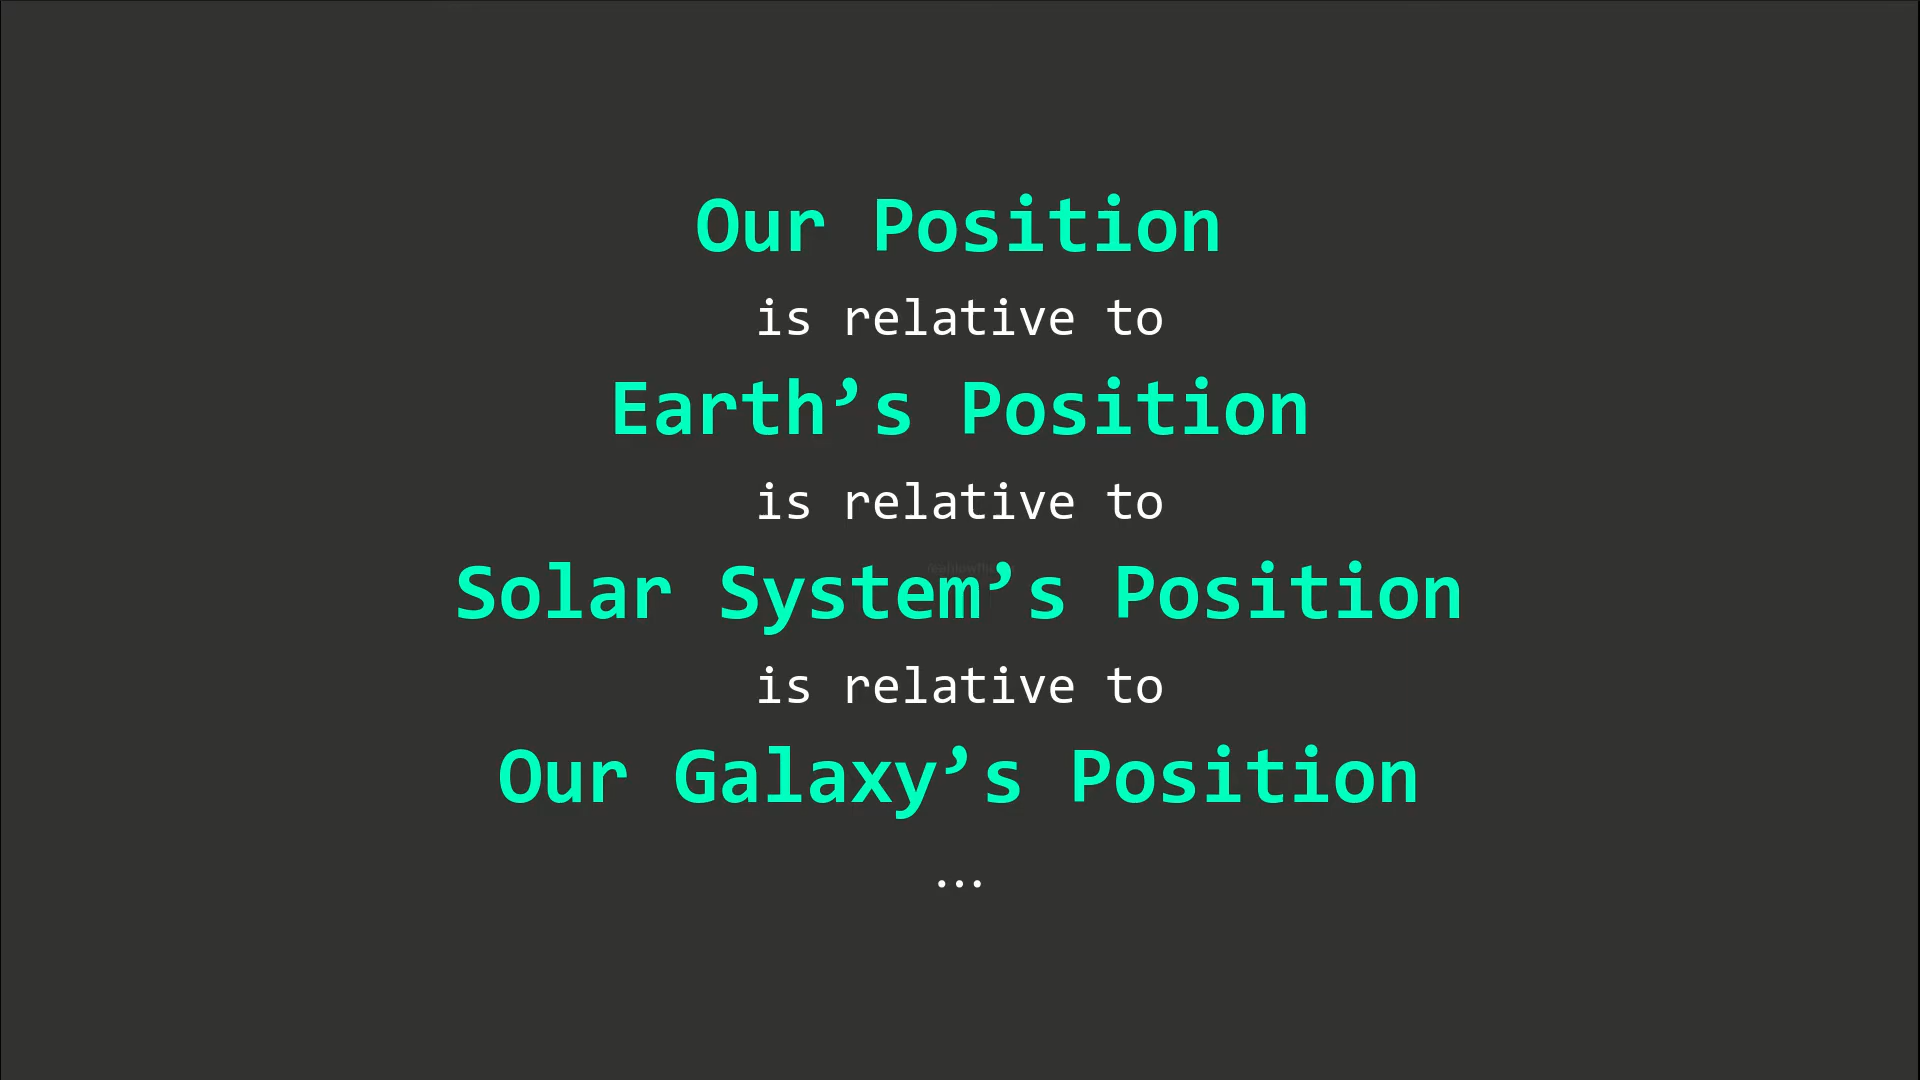 Our Position
is relative to
Earth’s Position
is relative to
Solar System’s Position
is relative to
Our Galaxy’s Position
...